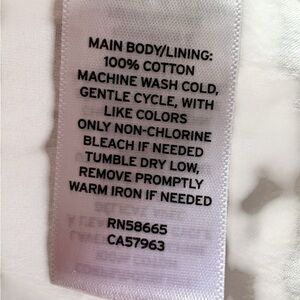 MAIN BODY/LINING:
100% COTTON
MACHINE WASH COLD,
GENTLE CYCLE, WITH
LIKE COLORS
ONLY NON-CHLORINE
BLEACH IF NEEDED
TUMBLE DRY LOW,
REMOVE PROMPTLY
WARM IRON IF NEEDED
RN58665
CA57963